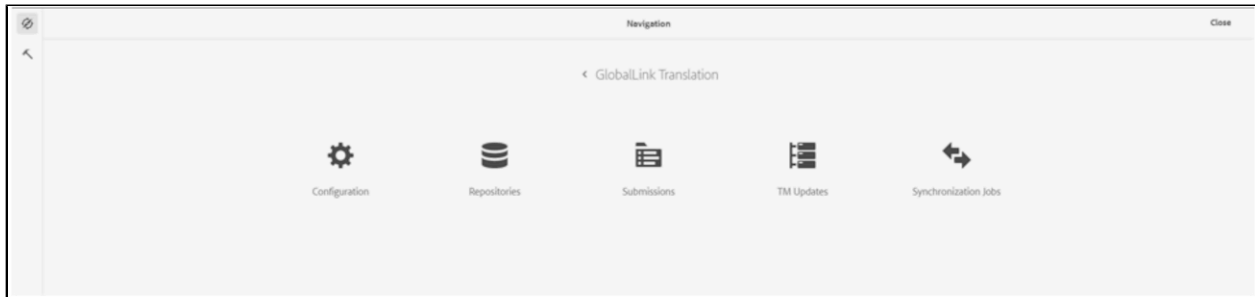 Navigation
Close
GlobalLink Translation
Configuration
Repositories
Submissions
TM Updates
Synchronization Jobs